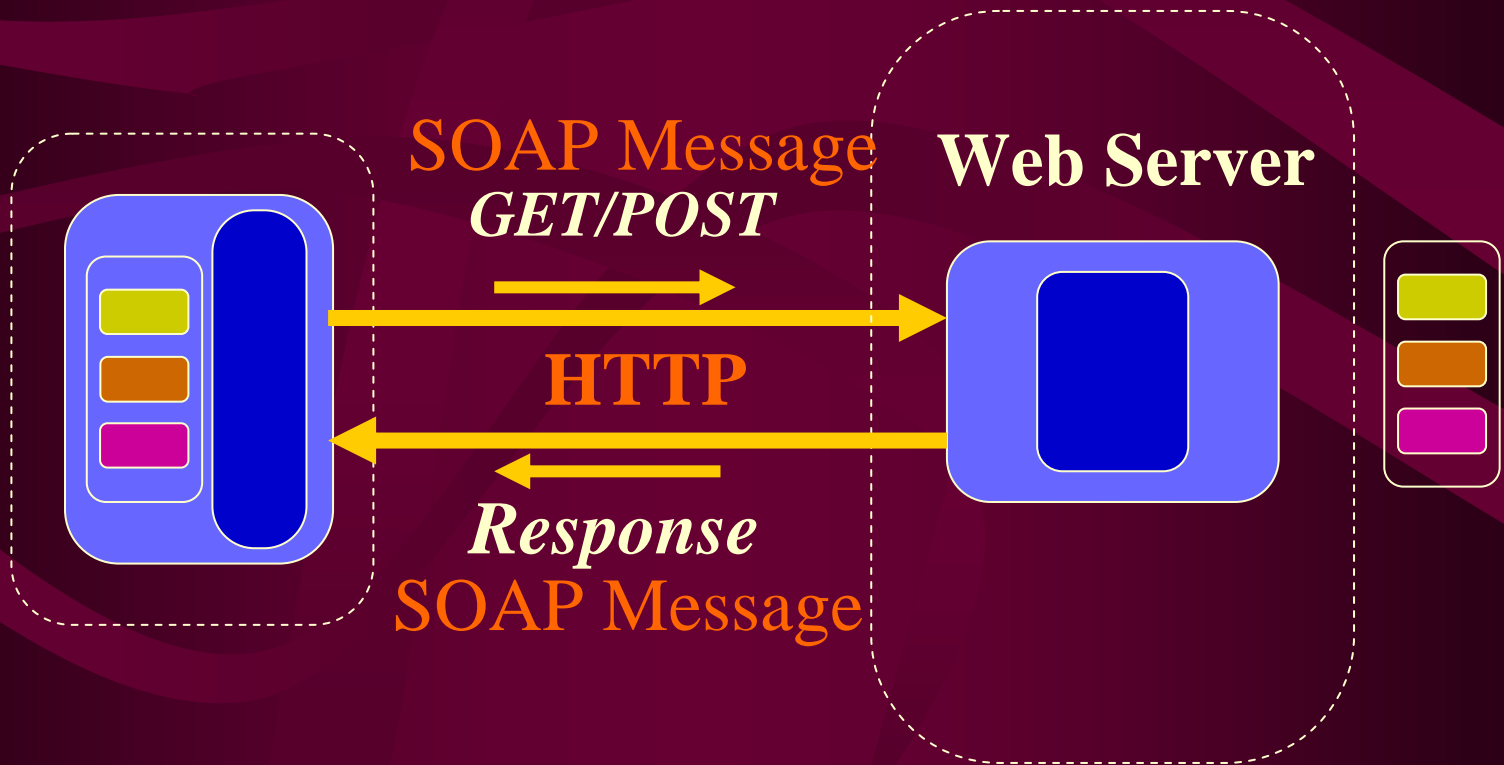 SOAP Message
GET/POST
Web Server
HTTP
Response
SOAP Message